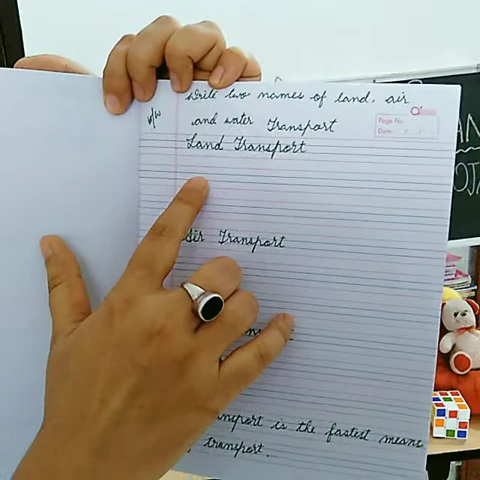 Write two names of land, air
H/W
and water Transport
Page No.
Date / /
Land Transport
Air Transport
is the fastest means
transport